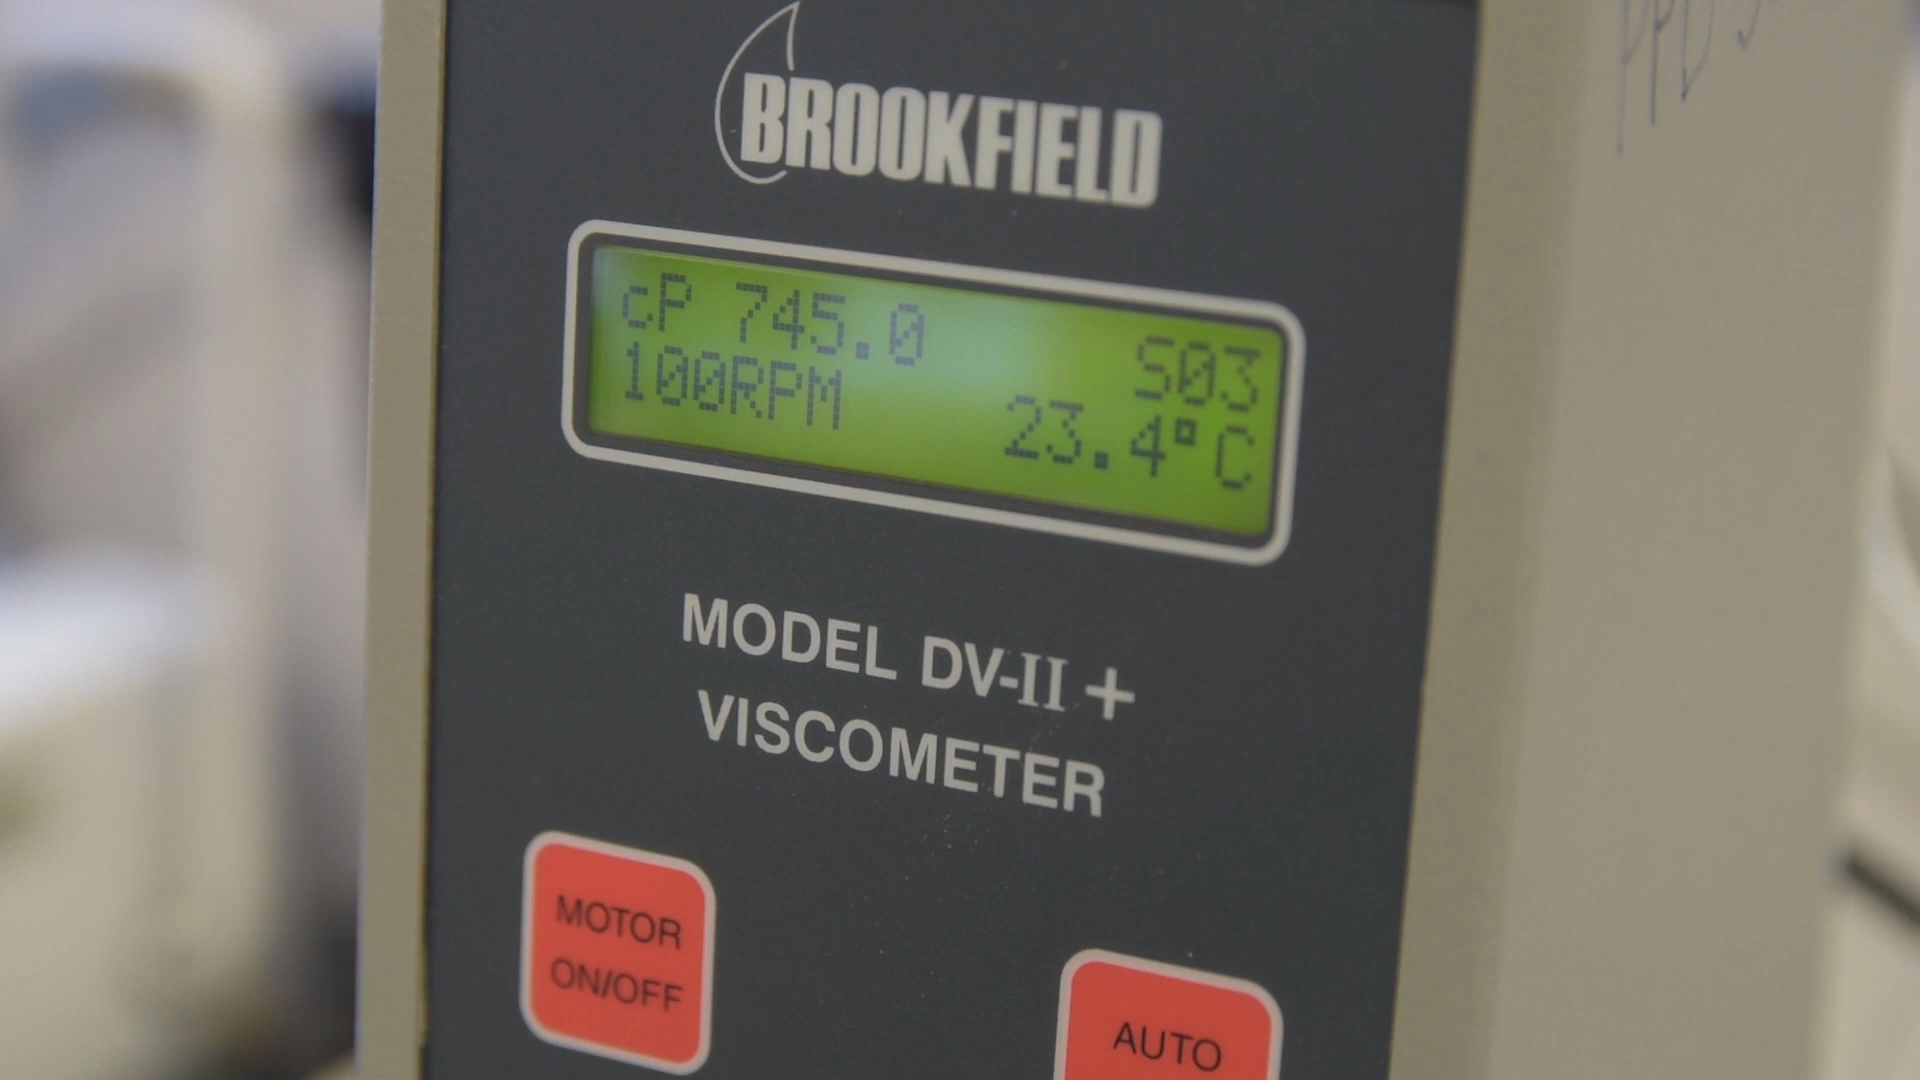 BROOKFIELD
cP 745.0 S03
100RPM 23.4°C
MODEL DV-II +
VISCOMETER
MOTOR
ON/OFF
AUTO